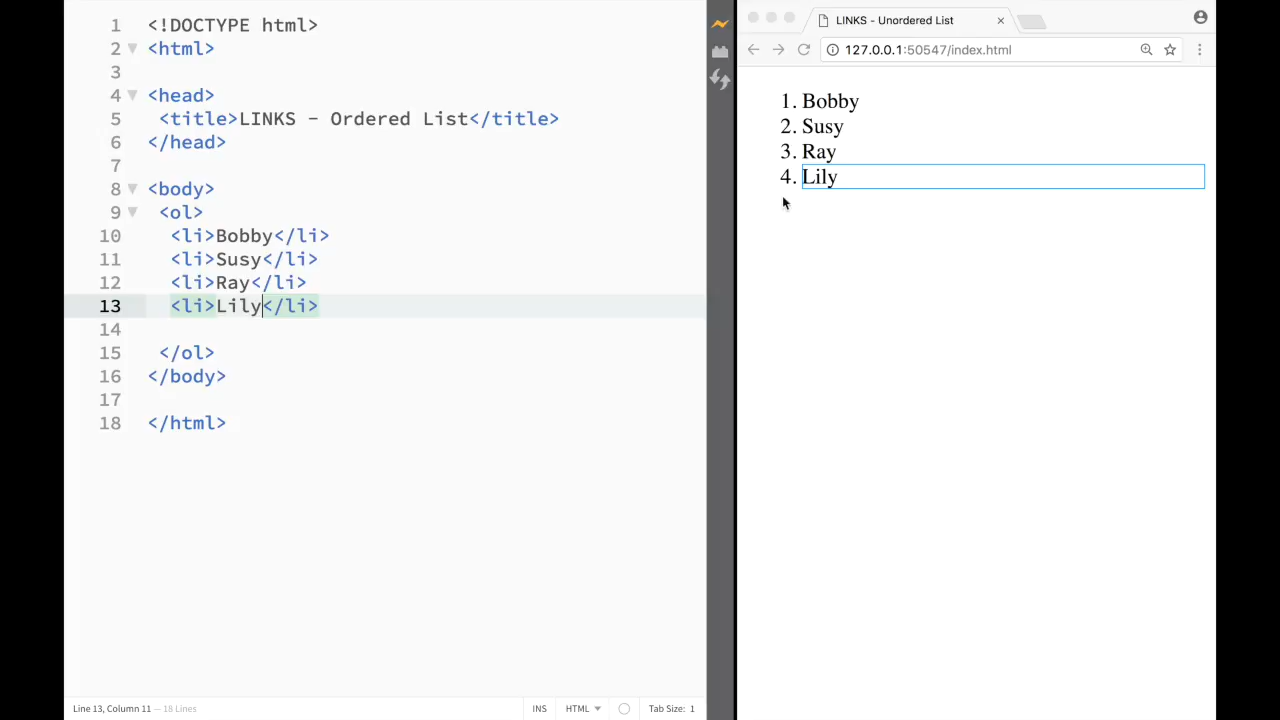 1 <!DOCTYPE html>
2 <html>
3
4 <head>
5 <title>LINKS - Ordered List</title>
6 </head>
7
8 <body>
9 <ol>
10 <li>Bobby</li>
11 <li>Susy</li>
12 <li>Ray</li>
13 <li>Lily</li>
14
15 </ol>
16 </body>
17
18 </html>
Line 13, Column 11 — 18 Lines
INS HTML Tab Size: 1
LINKS - Unordered List
127.0.0.1:50547/index.html
1. Bobby
2. Susy
3. Ray
4. Lily